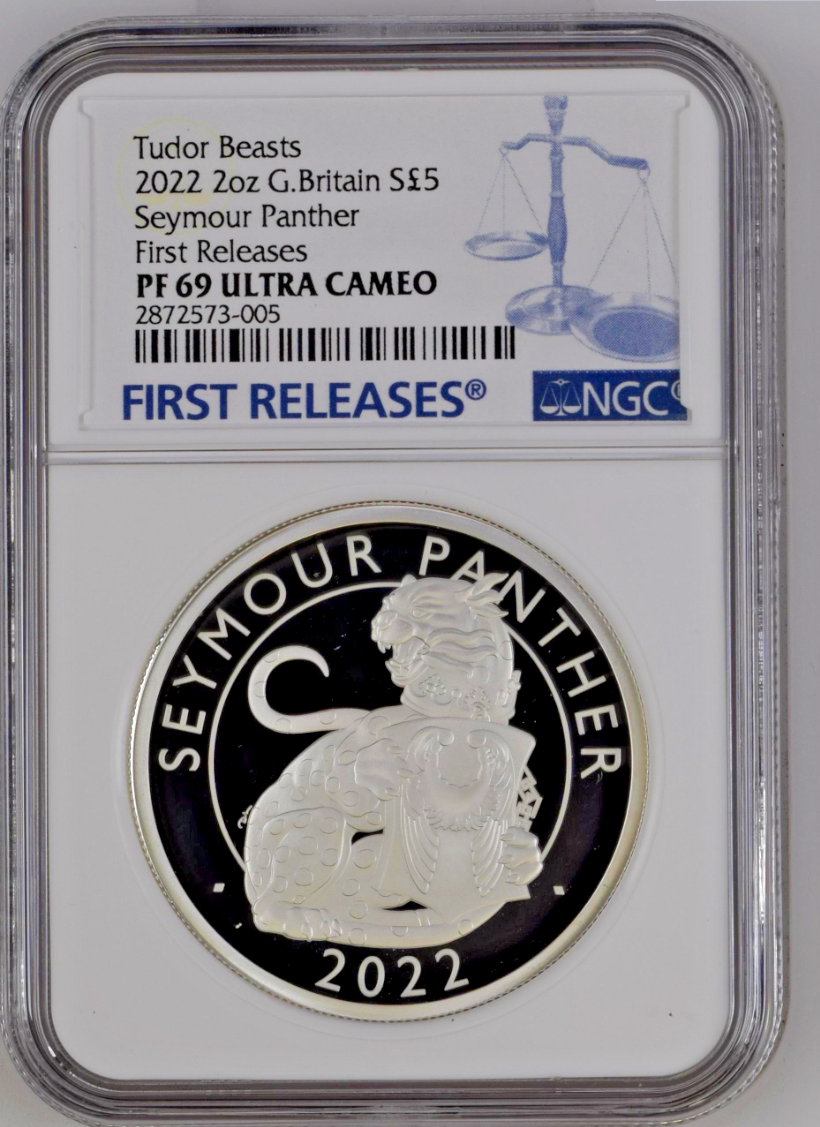 Tudor Beasts
2022 2oz G.Britain S£5
Seymour Panther
First Releases
PF 69 ULTRA CAMEO
2872573-005
FIRST RELEASES®
NGC®
SEYMOUR PANTHER
2022